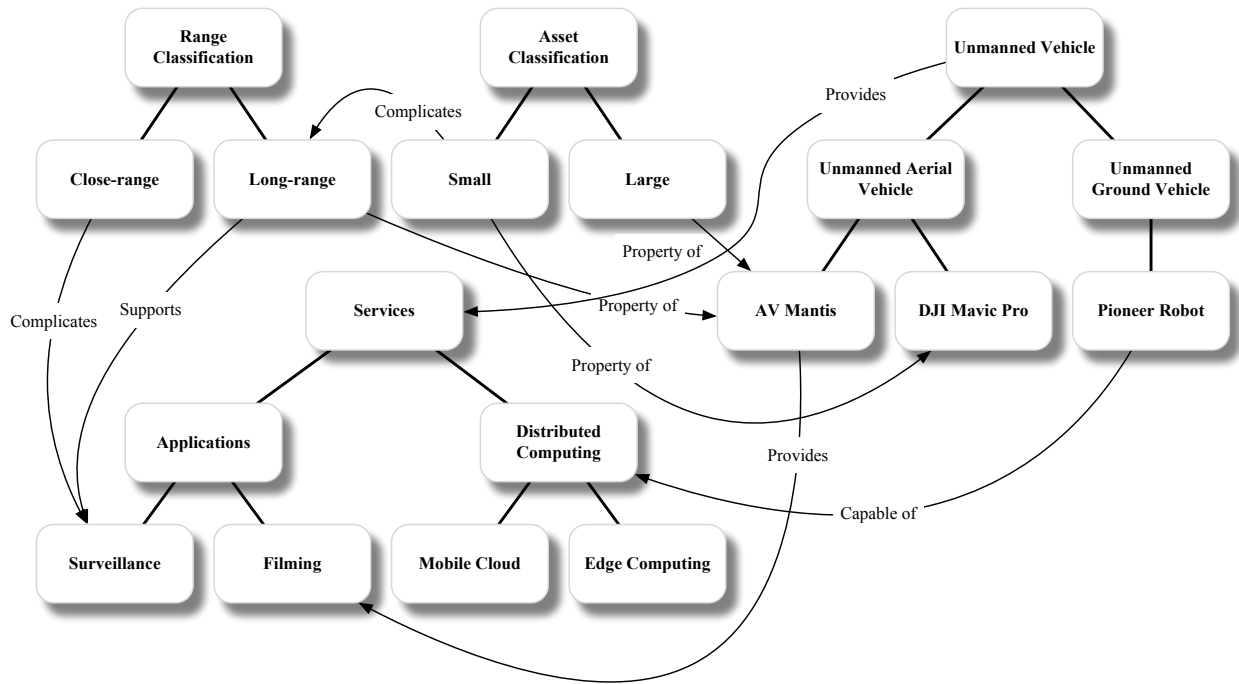 Range
Classification
Asset
Classification
Unmanned Vehicle
Complicates
Provides
Close-range
Long-range
Small
Large
Unmanned Aerial
Vehicle
Unmanned
Ground Vehicle
Property of
Services
Supports
Property of
AV Mantis
DJI Mavic Pro
Pioneer Robot
Complicates
Property of
Applications
Distributed
Computing
Provides
Capable of
Surveillance
Filming
Mobile Cloud
Edge Computing